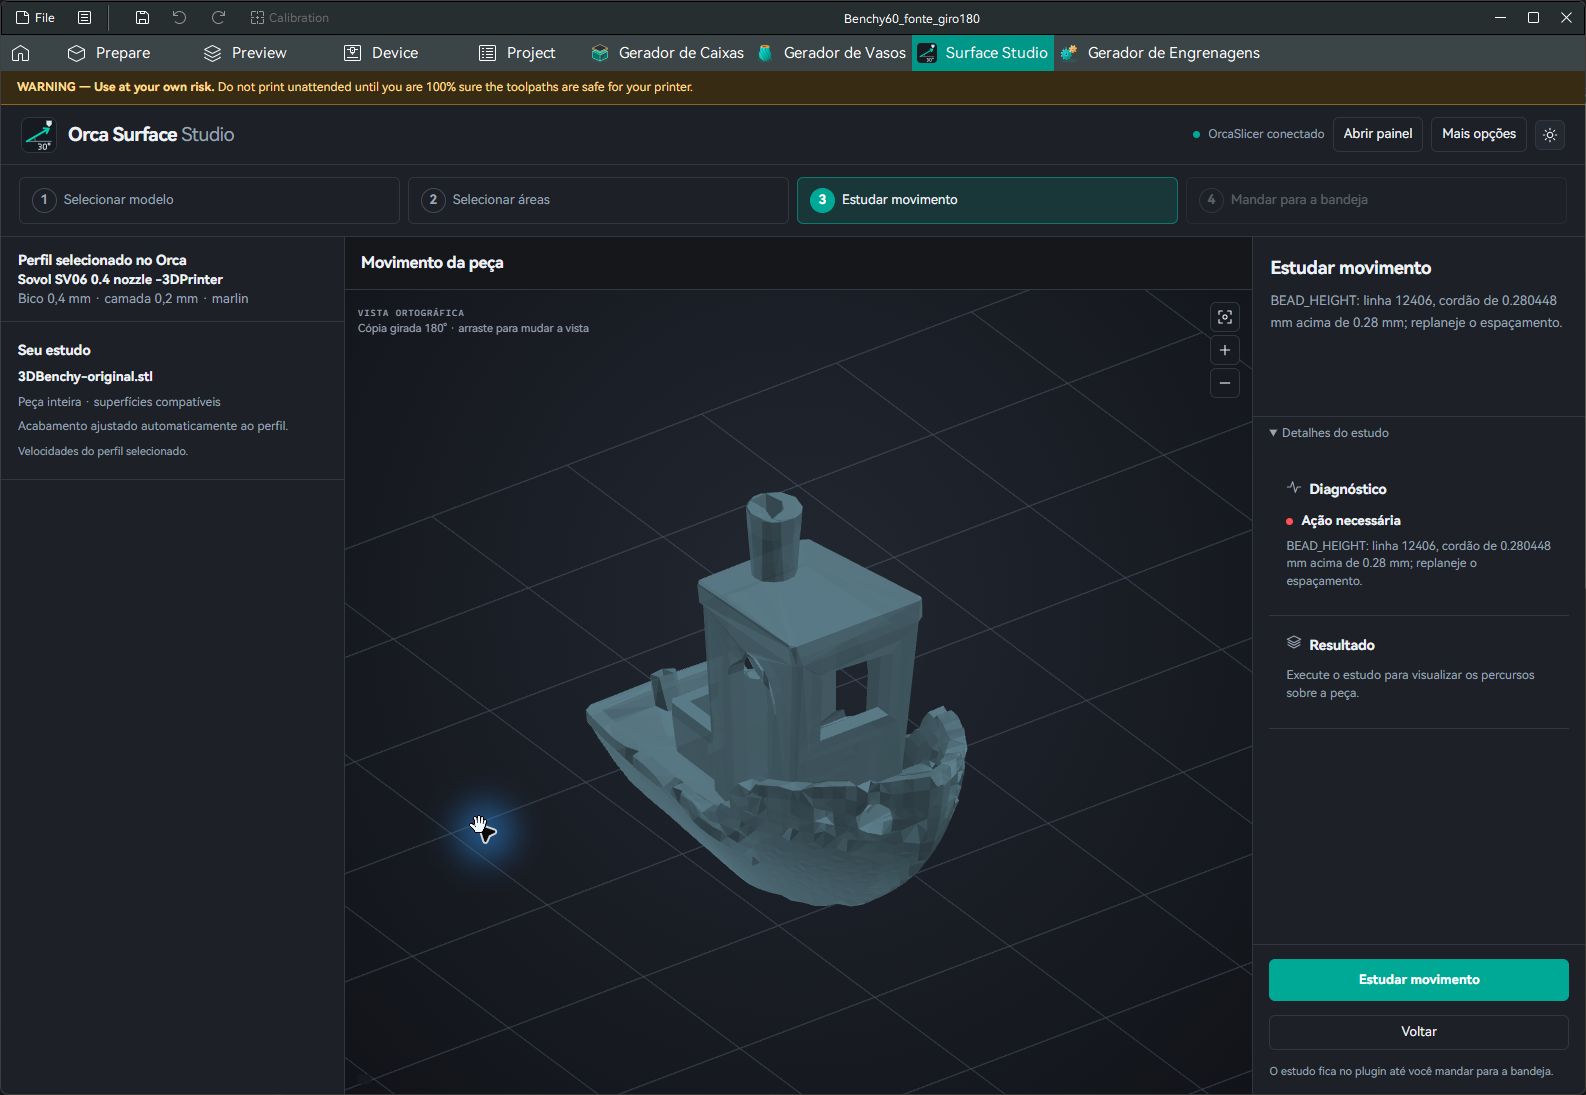 File
Calibration
Benchy60_fonte_giro180
Prepare
Preview
Device
Project
Gerador de Caixas
Gerador de Vasos
Surface Studio
Gerador de Engrenagens
WARNING — Use at your own risk. Do not print unattended until you are 100% sure the toolpaths are safe for your printer.
30°
Orca Surface Studio
OrcaSlicer conectado
Abrir painel
Mais opções
1 Selecionar modelo
2 Selecionar áreas
3 Estudar movimento
4 Mandar para a bandeja
Perfil selecionado no Orca
Sovol SV06 0.4 nozzle -3DPrinter
Bico 0,4 mm · camada 0,2 mm · marlin
Seu estudo
3DBenchy-original.stl
Peça inteira · superfícies compatíveis
Acabamento ajustado automaticamente ao perfil.
Velocidades do perfil selecionado.
Movimento da peça
VISTA ORTOGRÁFICA
Cópia girada 180° · arraste para mudar a vista
Estudar movimento
BEAD_HEIGHT: linha 12406, cordão de 0.280448
mm acima de 0.28 mm; replaneje o espaçamento.
Detalhes do estudo
Diagnóstico
Ação necessária
BEAD_HEIGHT: linha 12406, cordão de 0.280448
mm acima de 0.28 mm; replaneje o
espaçamento.
Resultado
Execute o estudo para visualizar os percursos
sobre a peça.
Estudar movimento
Voltar
O estudo fica no plugin até você mandar para a bandeja.